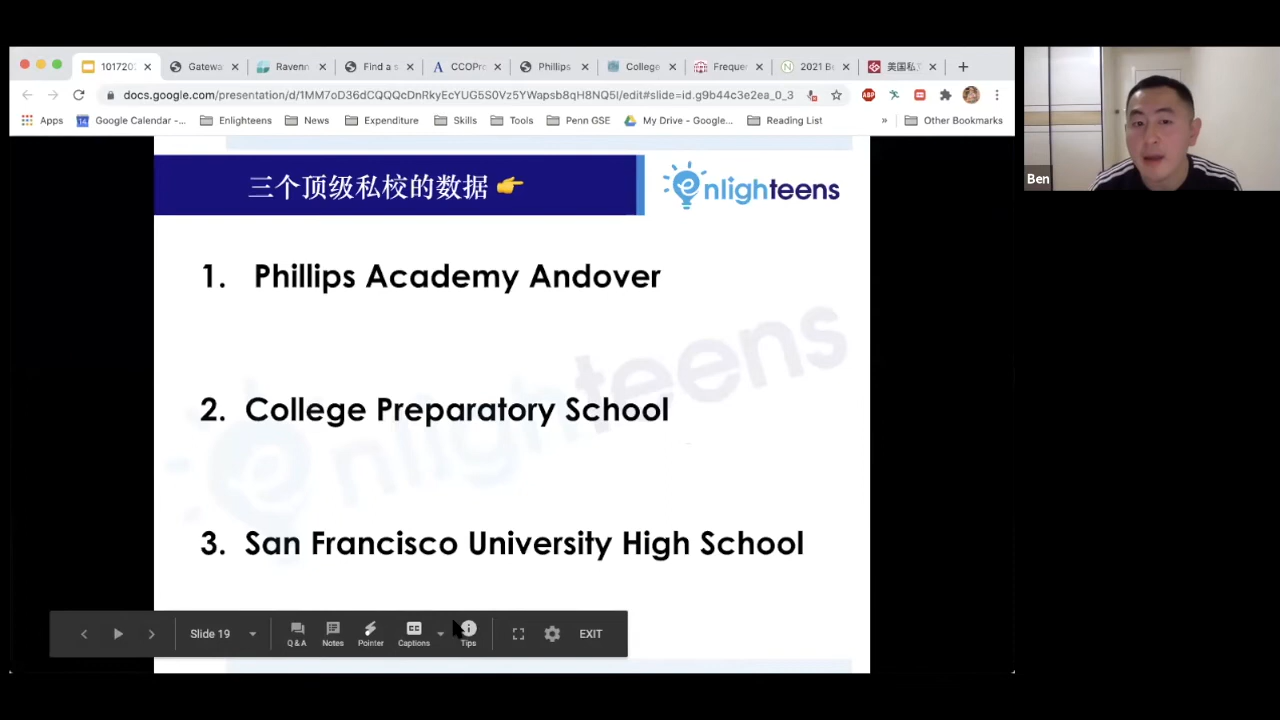 101720
Gatewa
Ravenn
Find a s
CCOPr
Phillips
College
Frequer
2021 Be
美国私
docs.google.com/presentation/d/1MM7oD36dCQQQcDnRkyEcYUG5S0Vz5YWapsb8qH8NQ5I/edit#slide=id.g9b44c3e2ea_0_3
ABP
Apps
Google Calendar -...
Enlighteens
News
Expenditure
Skills
Tools
Penn GSE
My Drive - Google...
Reading List
»
Other Bookmarks
Ben
三个顶级私校的数据
enlighteens
1. Phillips Academy Andover
2. College Preparatory School
3. San Francisco University High School
enlighteens
Slide 19
Q & A
Notes
Pointer
Captions
Tips
EXIT